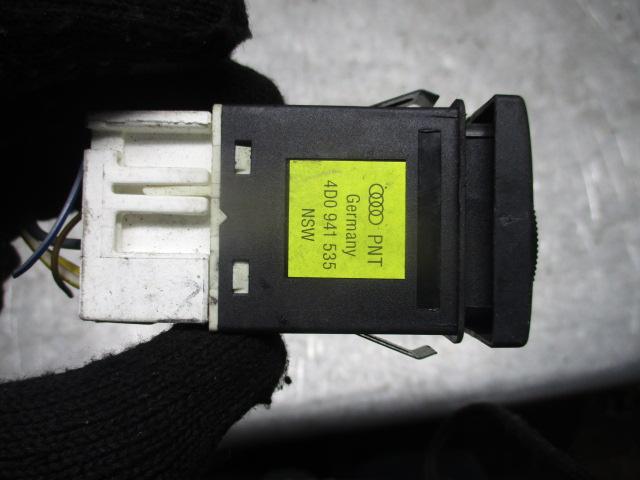 PNT
Germany
4D0 941 535
NSW